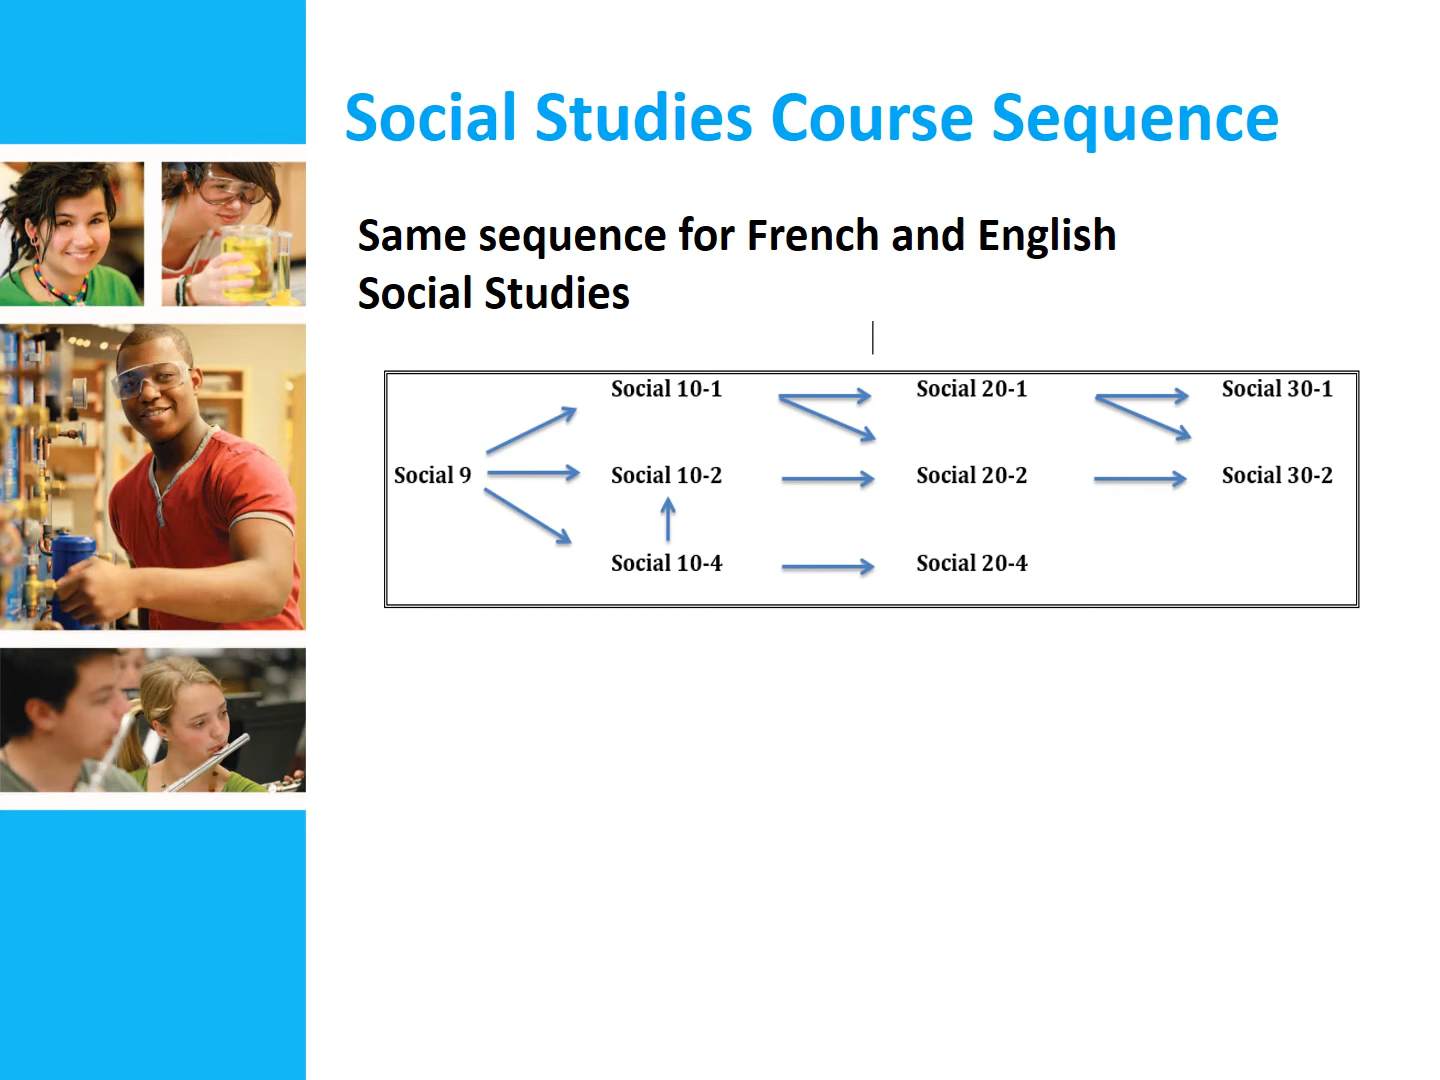 Social Studies Course Sequence
Same sequence for French and English
Social Studies
Social 10-1 Social 20-1 Social 30-1
Social 9 Social 10-2 Social 20-2 Social 30-2
Social 10-4 Social 20-4